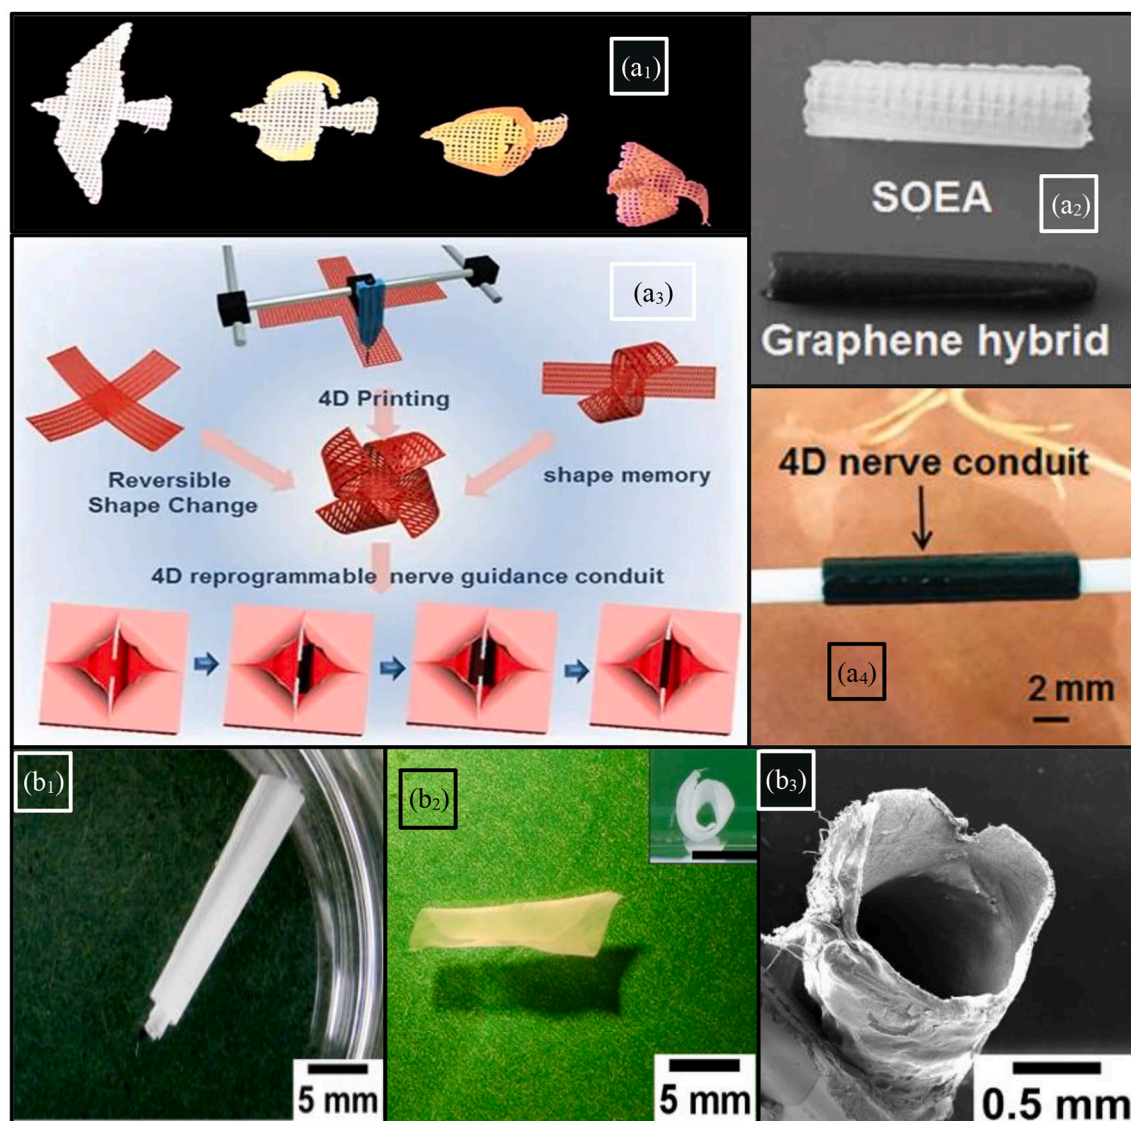 (a₁)
SOEA
(a₂)
Graphene hybrid
(a₃)
4D Printing
Reversible
Shape Change
shape memory
4D reprogrammable nerve guidance conduit
4D nerve conduit
(a₄)
2 mm
(b₁)
5 mm
(b₂)
5 mm
(b₃)
0.5 mm